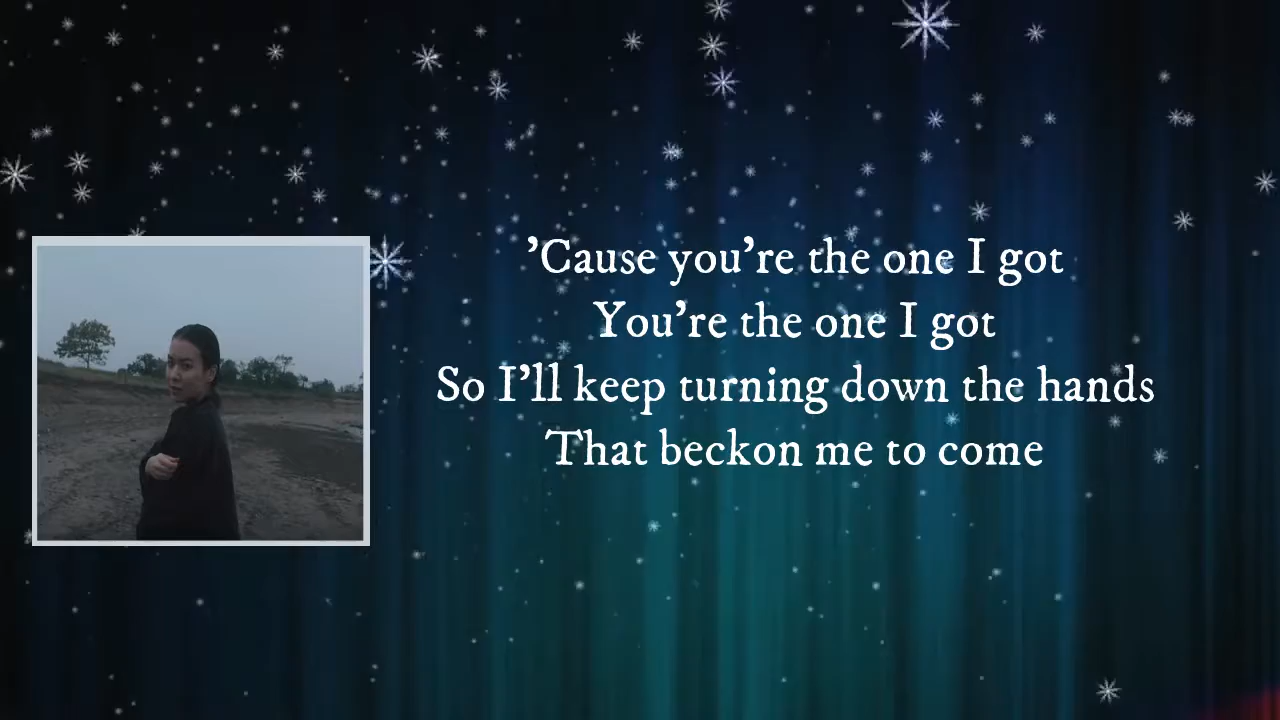 ’Cause you’re the one I got
You’re the one I got
So I’ll keep turning down the hands
That beckon me to come